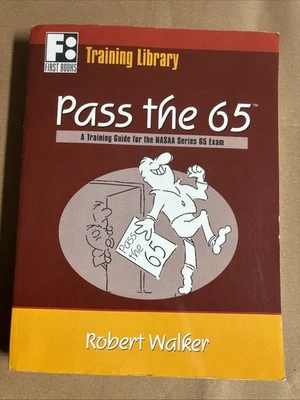 F8
FIRST BOOKS
Training Library
Pass the 65™
A Training Guide for the NASAA Series 65 Exam
Pass
the
65
Robert Walker